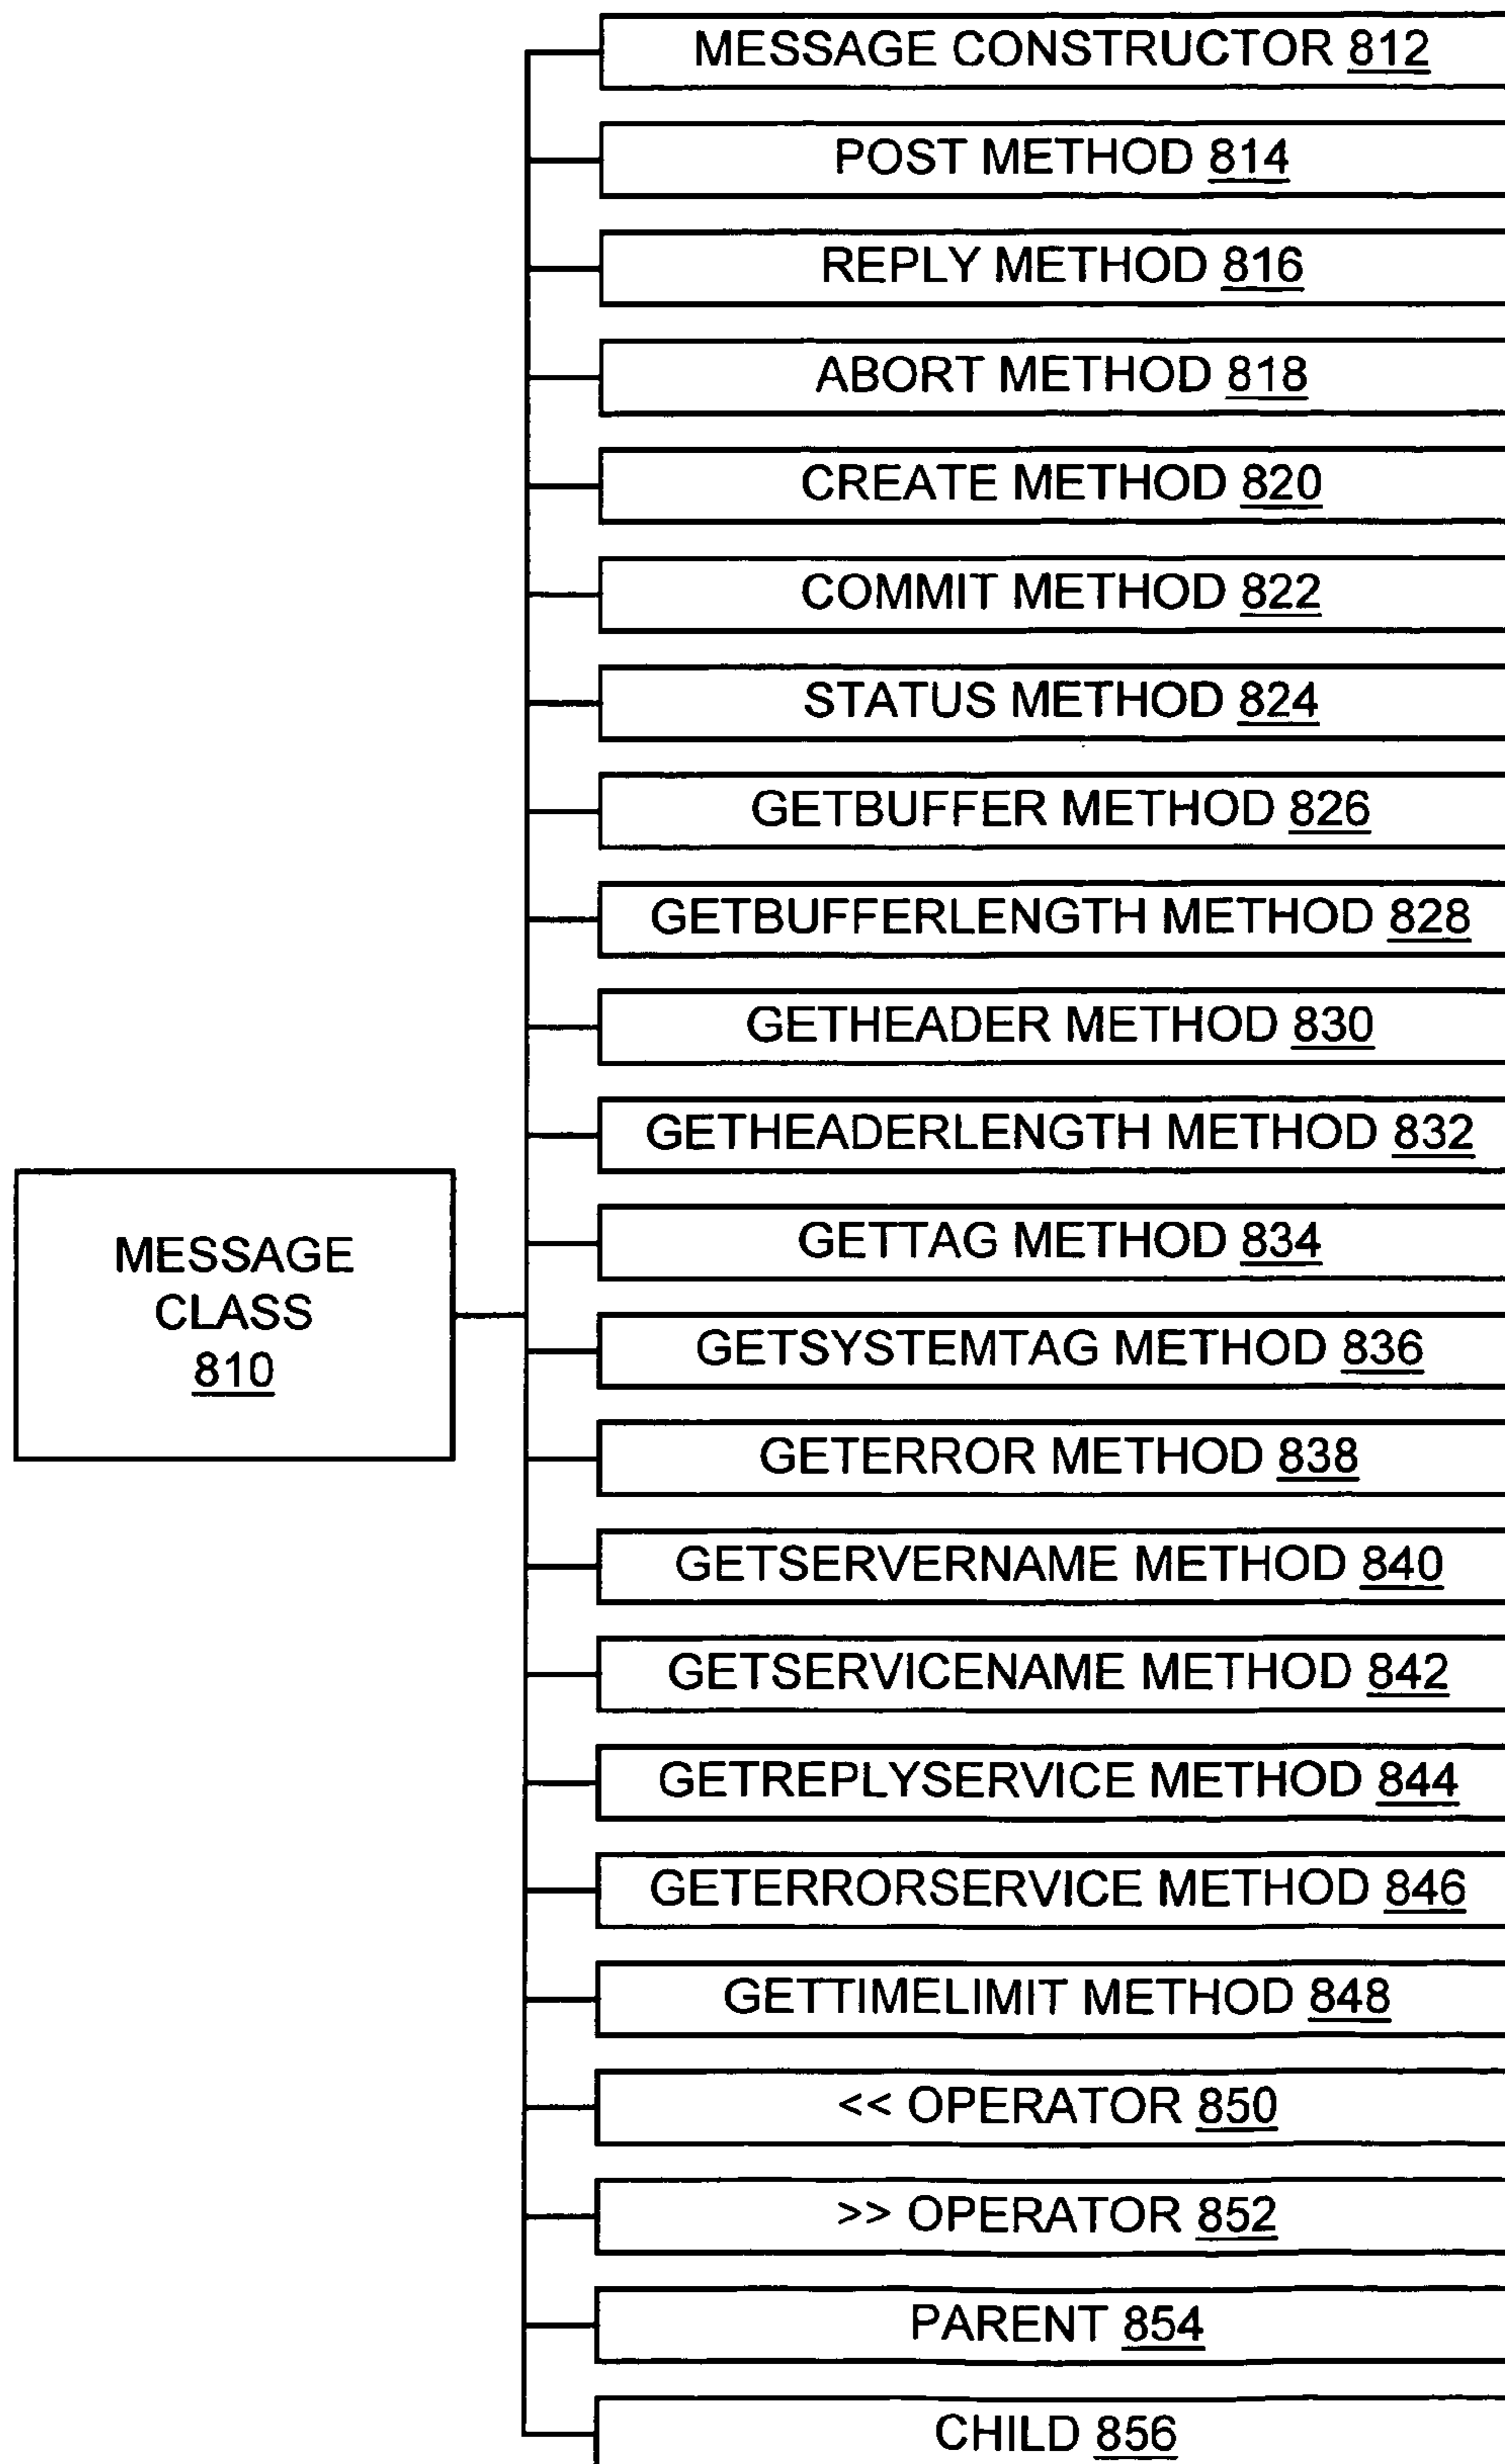 MESSAGE CONSTRUCTOR 812
POST METHOD 814
REPLY METHOD 816
ABORT METHOD 818
CREATE METHOD 820
COMMIT METHOD 822
STATUS METHOD 824
GETBUFFER METHOD 826
GETBUFFERLENGTH METHOD 828
GETHEADER METHOD 830
GETHEADERLENGTH METHOD 832
MESSAGE
CLASS
810
GETTAG METHOD 834
GETSYSTEMTAG METHOD 836
GETERROR METHOD 838
GETSERVERNAME METHOD 840
GETSERVICENAME METHOD 842
GETREPLYSERVICE METHOD 844
GETERRORSERVICE METHOD 846
GETTIMELIMIT METHOD 848
<< OPERATOR 850
>> OPERATOR 852
PARENT 854
CHILD 856